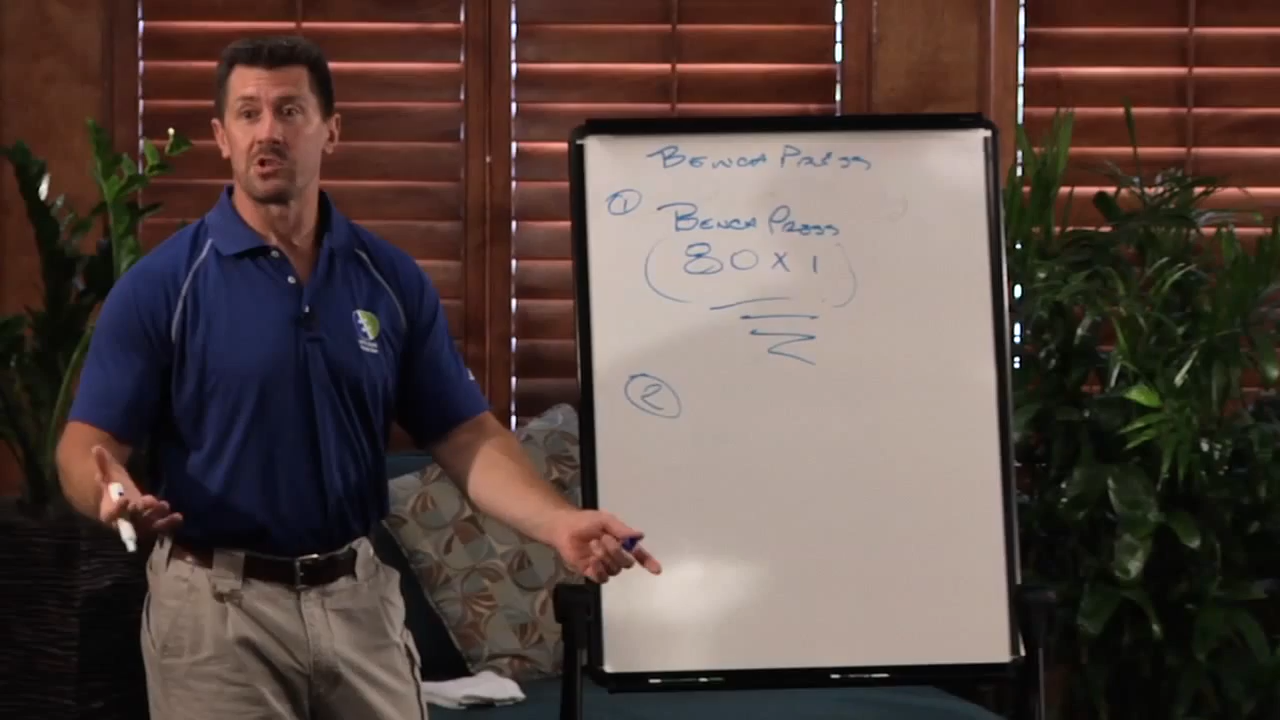 BENCH PRESS
① BENCH PRESS
(80 x 1)
②